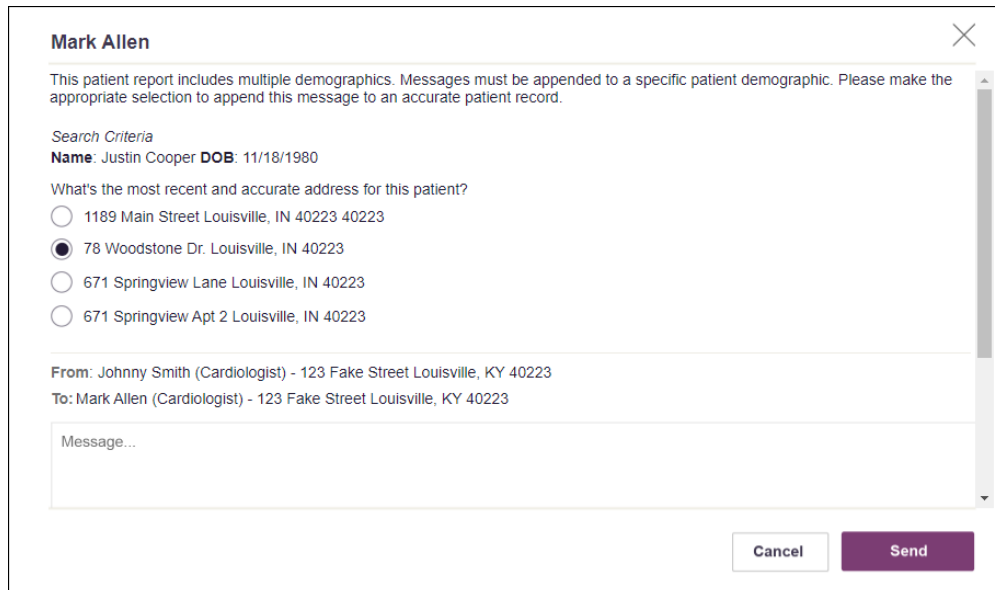 Mark Allen
This patient report includes multiple demographics. Messages must be appended to a specific patient demographic. Please make the
appropriate selection to append this message to an accurate patient record.
Search Criteria
Name: Justin Cooper DOB: 11/18/1980
What's the most recent and accurate address for this patient?
1189 Main Street Louisville, IN 40223 40223
78 Woodstone Dr. Louisville, IN 40223
671 Springview Lane Louisville, IN 40223
671 Springview Apt 2 Louisville, IN 40223
From: Johnny Smith (Cardiologist) - 123 Fake Street Louisville, KY 40223
To: Mark Allen (Cardiologist) - 123 Fake Street Louisville, KY 40223
Message...
Cancel Send